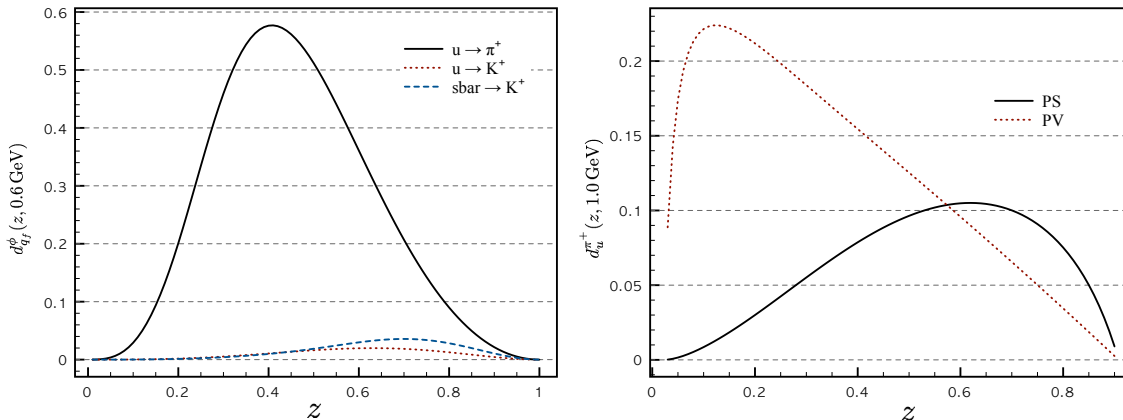 0.6
0.5
0.4
0.3
0.2
0.1
0
0
0.2
0.4
0.6
0.8
1
z
d_{q_f}^ϕ (z, 0.6 GeV)
u → π⁺
u → K⁺
sbar → K⁺
0.2
0.15
0.1
0.05
0
0
0.2
0.4
0.6
0.8
z
d_u^{π⁺} (z, 1.0 GeV)
PS
PV